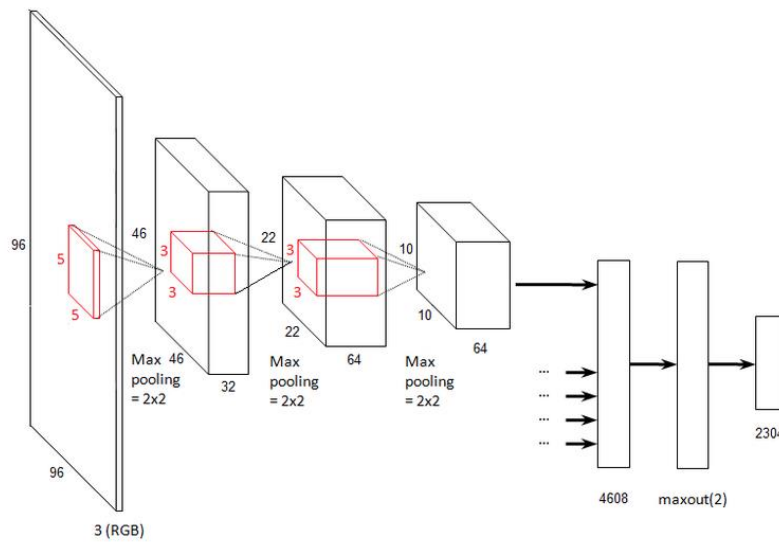 96
5
5
96
3 (RGB)
46
3
3
46
32
Max
pooling
= 2x2
22
3
3
22
64
Max
pooling
= 2x2
10
10
64
Max
pooling
= 2x2
...
...
...
...
4608
maxout(2)
2304